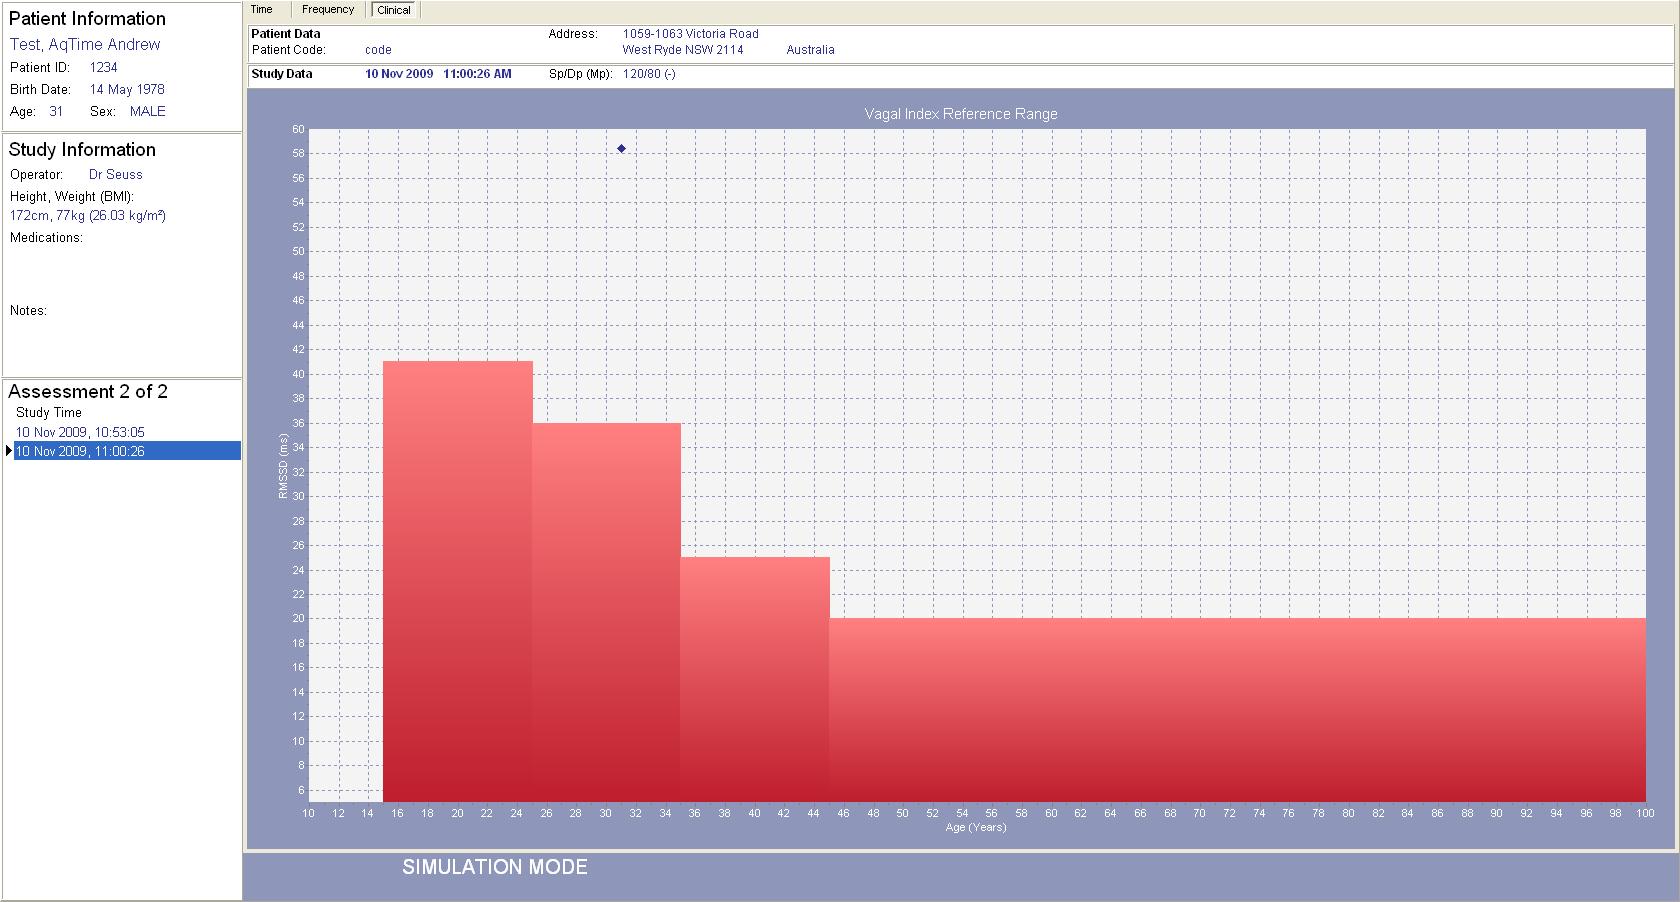 Patient Information
Test, AqTime Andrew
Patient ID: 1234
Birth Date: 14 May 1978
Age: 31 Sex: MALE
Study Information
Operator: Dr Seuss
Height, Weight (BMI):
172cm, 77kg (26.03 kg/m²)
Medications:
Notes:
Assessment 2 of 2
Study Time
10 Nov 2009, 10:53:05
10 Nov 2009, 11:00:26
Time Frequency Clinical
Patient Data Address: 1059-1063 Victoria Road
Patient Code: code West Ryde NSW 2114 Australia
Study Data 10 Nov 2009 11:00:26 AM Sp/Dp (Mp): 120/80 (-)
Vagal Index Reference Range
60
58
56
54
52
50
48
46
44
42
40
38
36
34
32
30
28
26
24
22
20
18
16
14
12
10
8
6
RMSSD (ms)
10 12 14 16 18 20 22 24 26 28 30 32 34 36 38 40 42 44 46 48 50 52 54 56 58 60 62 64 66 68 70 72 74 76 78 80 82 84 86 88 90 92 94 96 98 100
Age (Years)
SIMULATION MODE